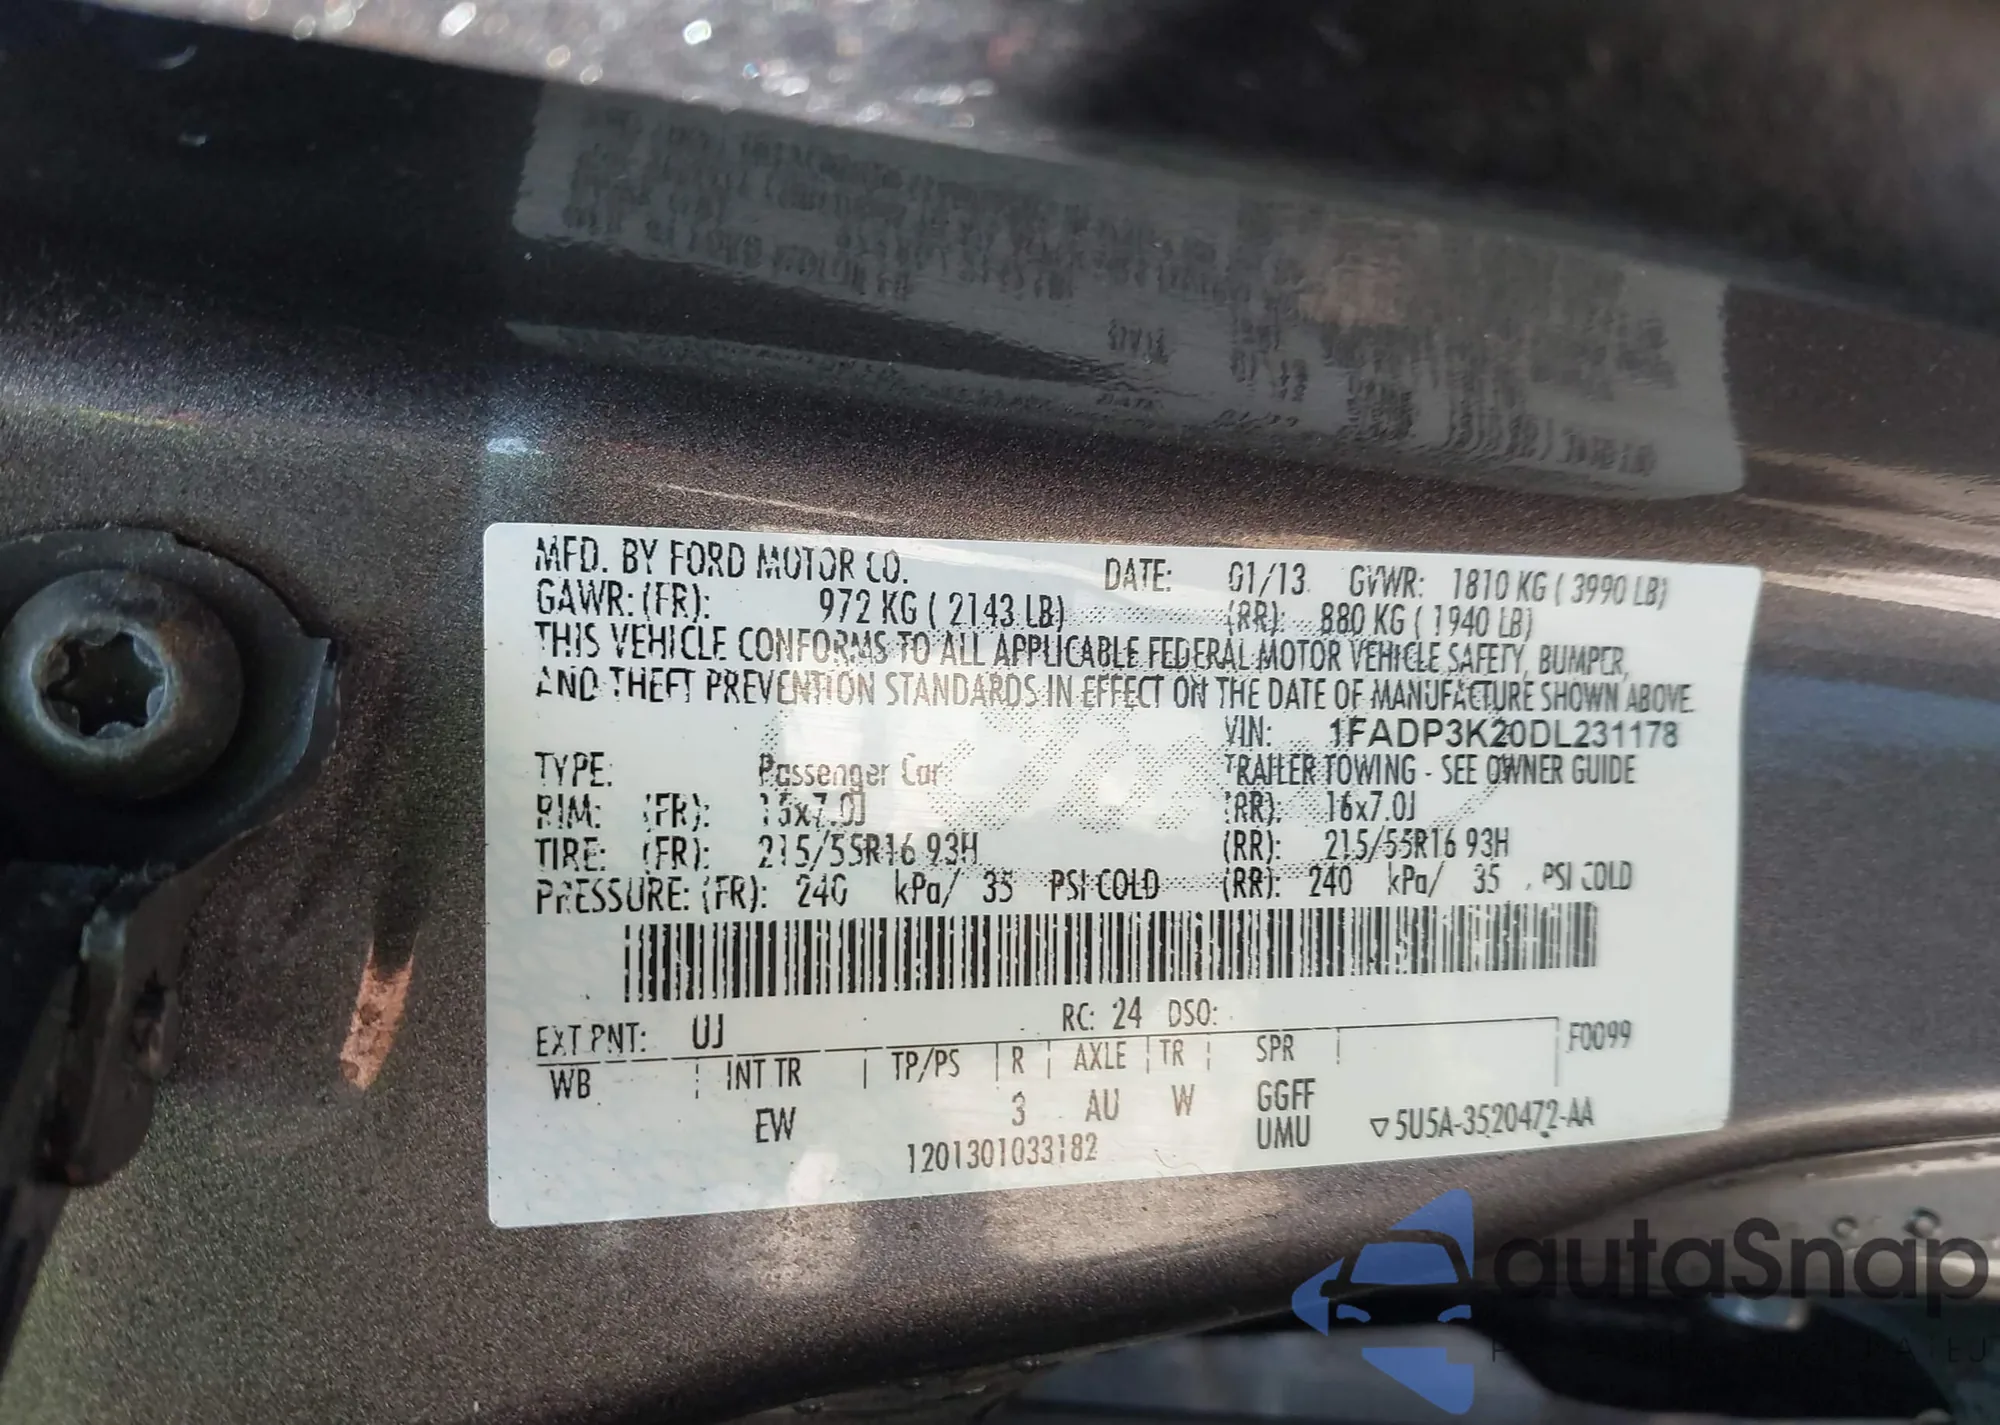 MFD. BY FORD MOTOR CO. DATE: 01/13 GVWR: 1810 KG ( 3990 LB)
GAWR: (FR): 972 KG ( 2143 LB) (RR): 880 KG ( 1940 LB)
THIS VEHICLE CONFORMS TO ALL APPLICABLE FEDERAL MOTOR VEHICLE SAFETY, BUMPER,
AND THEFT PREVENTION STANDARDS IN EFFECT ON THE DATE OF MANUFACTURE SHOWN ABOVE.
VIN: 1FADP3K20DL231178
TYPE: Passenger Car TRAILER TOWING - SEE OWNER GUIDE
RIM: (FR): 16x7.0J (RR): 16x7.0J
TIRE: (FR): 215/55R16 93H (RR): 215/55R16 93H
PRESSURE: (FR): 240 kPa/ 35 PSI COLD (RR): 240 kPa/ 35 PSI COLD
EXT PNT: UJ RC: 24 DSO: F0099
WB INT TR TP/PS R AXLE TR SPR
EW 3 AU W GGFF
UMU ▽5U5A-3520472-AA
1201301033182
autaSnap